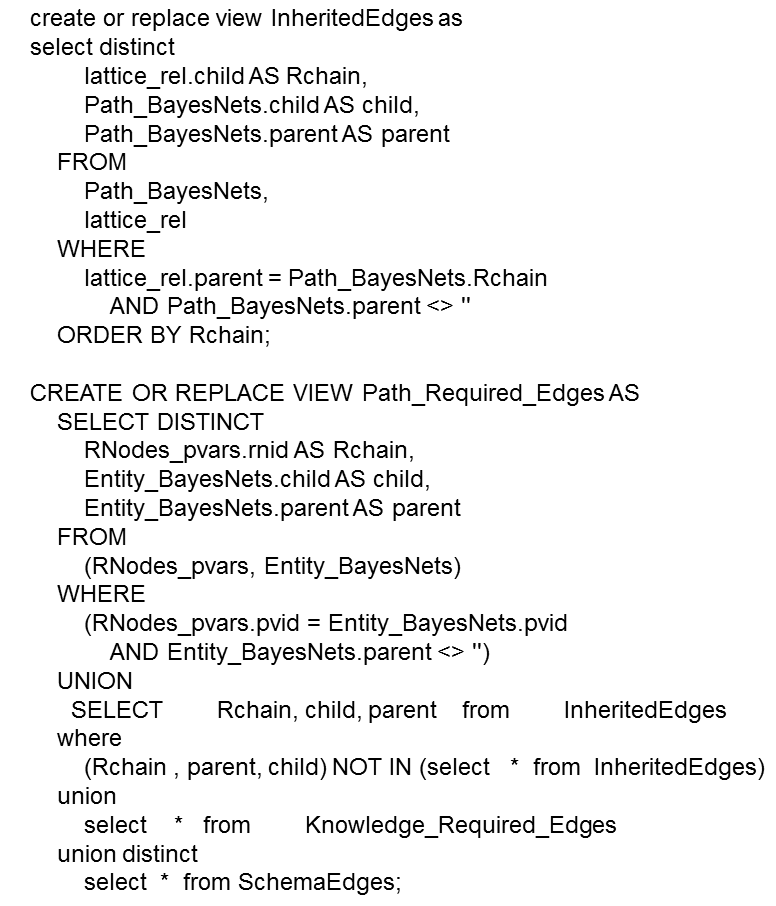 create or replace view InheritedEdges as
select distinct
lattice_rel.child AS Rchain,
Path_BayesNets.child AS child,
Path_BayesNets.parent AS parent
FROM
Path_BayesNets,
lattice_rel
WHERE
lattice_rel.parent = Path_BayesNets.Rchain
AND Path_BayesNets.parent <> ''
ORDER BY Rchain;

CREATE OR REPLACE VIEW Path_Required_Edges AS
SELECT DISTINCT
RNodes_pvars.rnid AS Rchain,
Entity_BayesNets.child AS child,
Entity_BayesNets.parent AS parent
FROM
(RNodes_pvars, Entity_BayesNets)
WHERE
(RNodes_pvars.pvid = Entity_BayesNets.pvid
AND Entity_BayesNets.parent <> '')
UNION
SELECT Rchain, child, parent from InheritedEdges
where
(Rchain , parent, child) NOT IN (select * from InheritedEdges)
union
select * from Knowledge_Required_Edges
union distinct
select * from SchemaEdges;